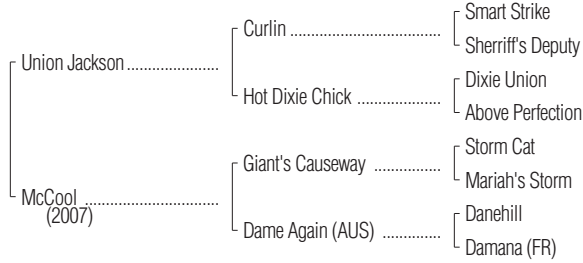 Smart Strike
Curlin ....................
Sherriff's Deputy
Union Jackson ....................
Dixie Union
Hot Dixie Chick ....................
Above Perfection
Storm Cat
Giant's Causeway ....................
Mariah's Storm
McCool ....................
(2007)
Danehill
Dame Again (AUS) ...............
Damana (FR)